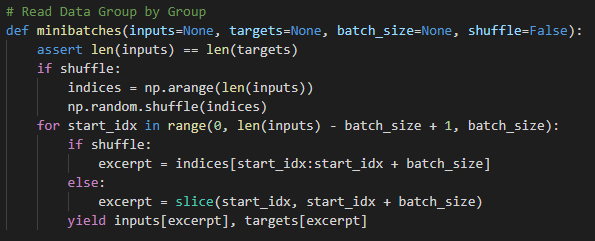 # Read Data Group by Group
def minibatches(inputs=None, targets=None, batch_size=None, shuffle=False):
    assert len(inputs) == len(targets)
    if shuffle:
        indices = np.arange(len(inputs))
        np.random.shuffle(indices)
    for start_idx in range(0, len(inputs) - batch_size + 1, batch_size):
        if shuffle:
            excerpt = indices[start_idx:start_idx + batch_size]
        else:
            excerpt = slice(start_idx, start_idx + batch_size)
        yield inputs[excerpt], targets[excerpt]